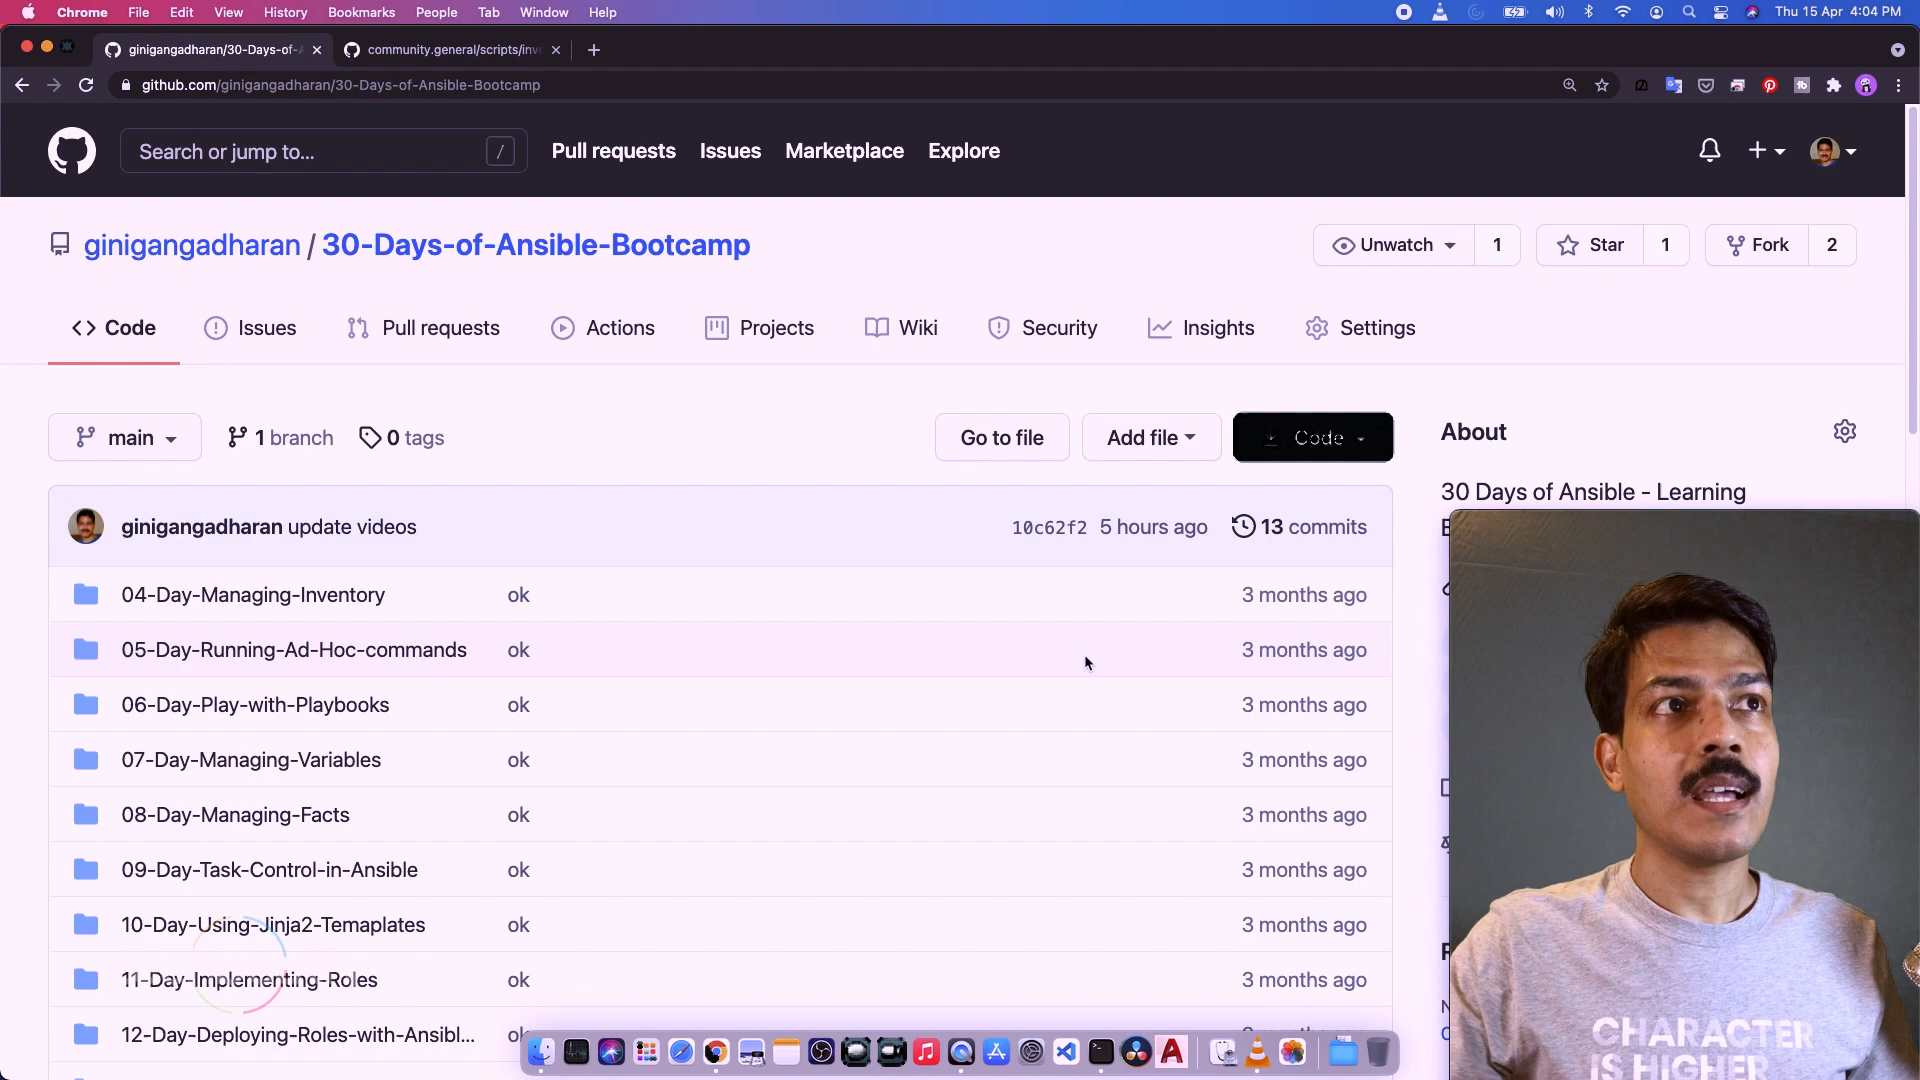 Chrome File Edit View History Bookmarks People Tab Window Help
Thu 15 Apr 4:04 PM
ginigangadharan/30-Days-of-A
community.general/scripts/inv
github.com/ginigangadharan/30-Days-of-Ansible-Bootcamp
Search or jump to... /
Pull requests Issues Marketplace Explore
ginigangadharan / 30-Days-of-Ansible-Bootcamp
Unwatch 1 Star 1 Fork 2
Code Issues Pull requests Actions Projects Wiki Security Insights Settings
main 1 branch 0 tags Go to file Add file Code
About
30 Days of Ansible - Learning
ginigangadharan update videos 10c62f2 5 hours ago 13 commits
04-Day-Managing-Inventory ok 3 months ago
05-Day-Running-Ad-Hoc-commands ok 3 months ago
06-Day-Play-with-Playbooks ok 3 months ago
07-Day-Managing-Variables ok 3 months ago
08-Day-Managing-Facts ok 3 months ago
09-Day-Task-Control-in-Ansible ok 3 months ago
10-Day-Using-Jinja2-Temaplates ok 3 months ago
11-Day-Implementing-Roles ok 3 months ago
12-Day-Deploying-Roles-with-Ansibl... ok
CHARACTER
IS HIGHER